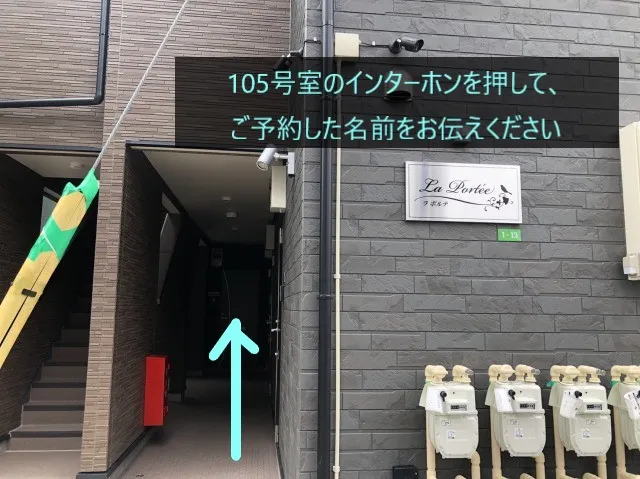 105号室のインターホンを押して、
ご予約した名前をお伝えください
La Portée
ラ ポルテ
1-13